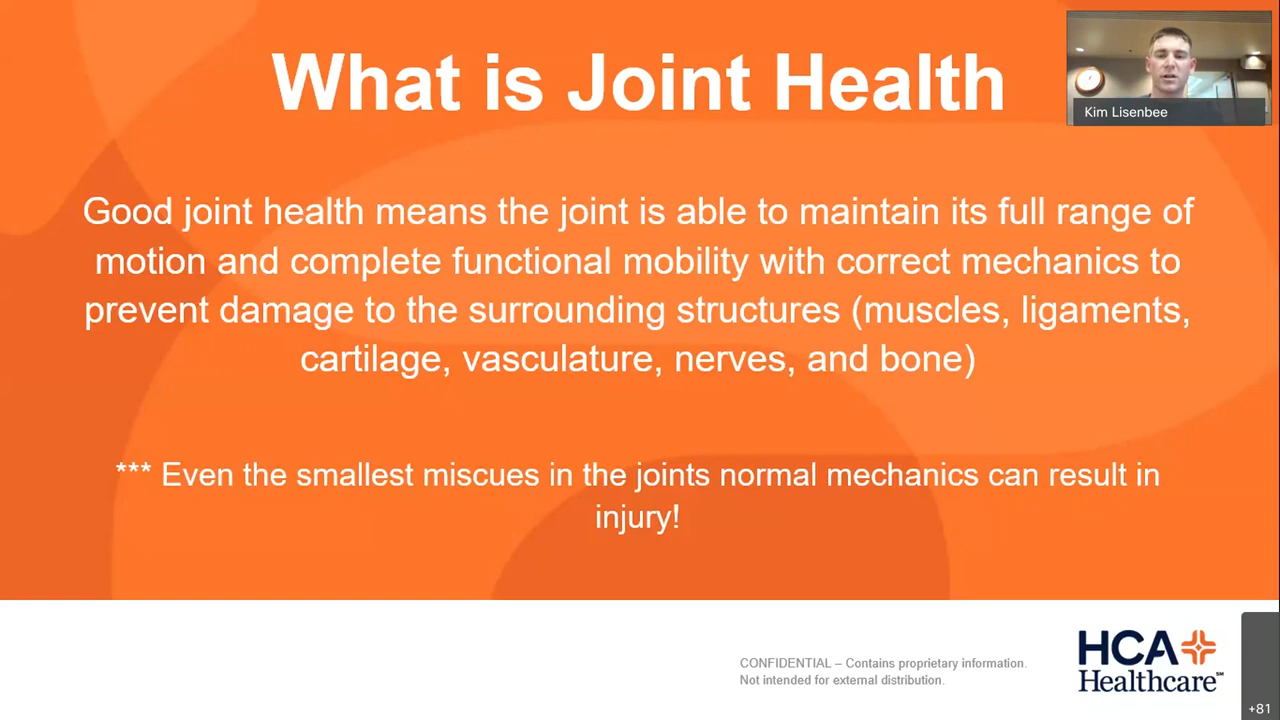 What is Joint Health
Kim Lisenbee
Good joint health means the joint is able to maintain its full range of
motion and complete functional mobility with correct mechanics to
prevent damage to the surrounding structures (muscles, ligaments,
cartilage, vasculature, nerves, and bone)
*** Even the smallest miscues in the joints normal mechanics can result in
injury!
CONFIDENTIAL – Contains proprietary information.
Not intended for external distribution.
HCA
Healthcare℠
+81